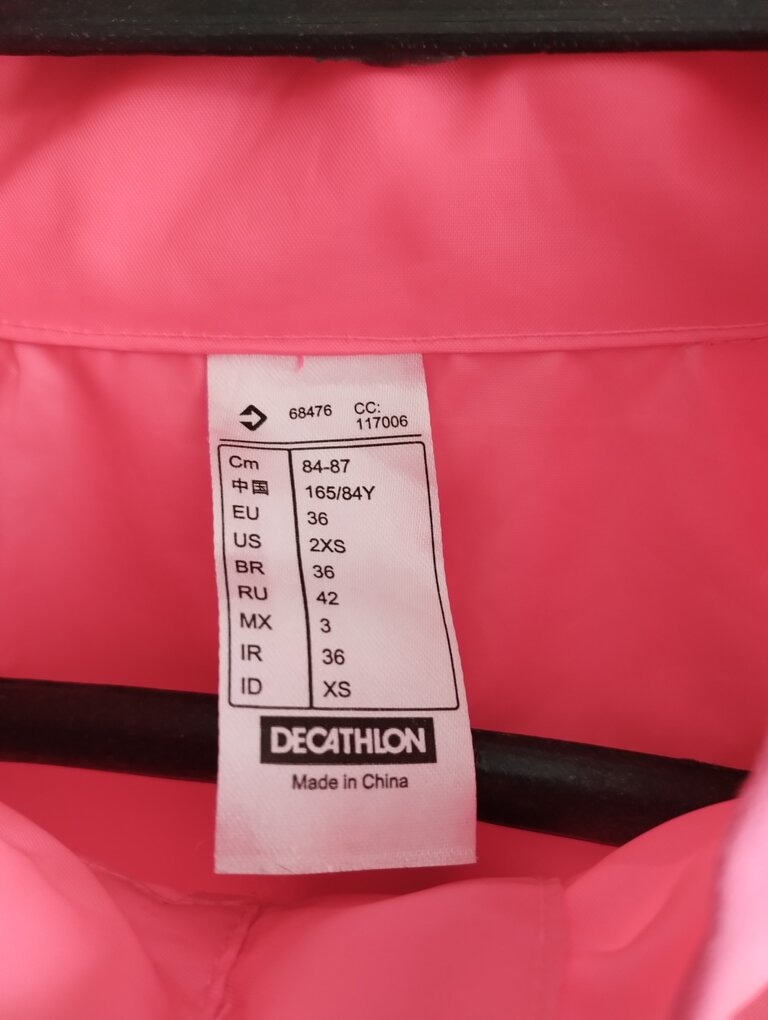 68476 CC:
117006
Cm 84-87
中国 165/84Y
EU 36
US 2XS
BR 36
RU 42
MX 3
IR 36
ID XS
DECATHLON
Made in China